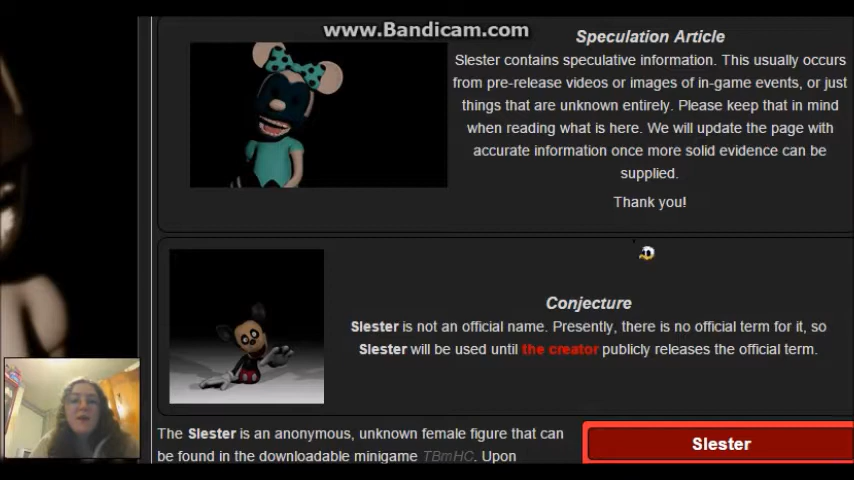 www.Bandicam.com
Speculation Article
Slester contains speculative information. This usually occurs
from pre-release videos or images of in-game events, or just
things that are unknown entirely. Please keep that in mind
when reading what is here. We will update the page with
accurate information once more solid evidence can be
supplied.
Thank you!
Conjecture
Slester is not an official name. Presently, there is no official term for it, so
Slester will be used until the creator publicly releases the official term.
The Slester is an anonymous, unknown female figure that can
be found in the downloadable minigame TBmHC. Upon
Slester